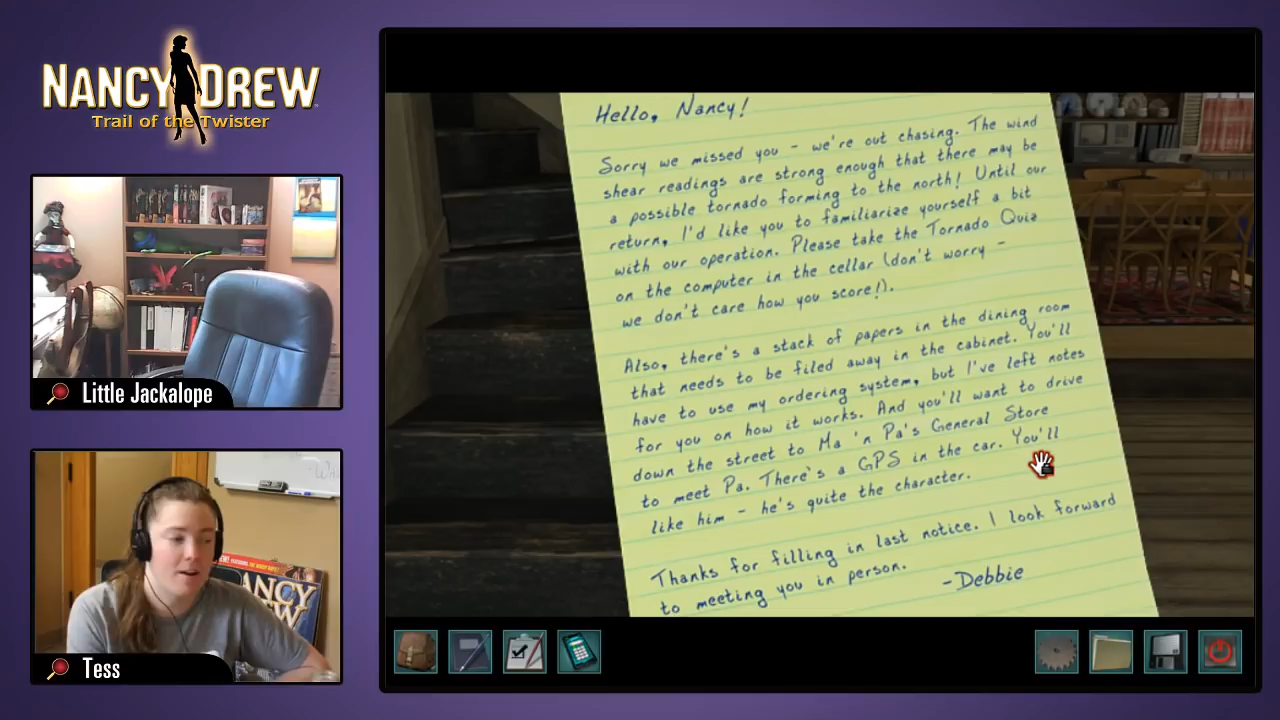 NANCY DREW
Trail of the Twister
Little Jackalope
NANCY
DREW
Tess
Hello, Nancy!
Sorry we missed you - we're out chasing. The wind
shear readings are strong enough that there may be
a possible tornado forming to the north! Until our
return, I'd like you to familiarize yourself a bit
with our operation. Please take the Tornado Quiz
on the computer in the cellar (don't worry -
we don't care how you score!).
Also, there's a stack of papers in the dining room
that needs to be filed away in the cabinet. You'll
have to use my ordering system, but I've left notes
for you on how it works. And you'll want to drive
down the street to Ma 'n Pa's General Store
to meet Pa. There's a GPS in the car. You'll
like him - he's quite the character.
Thanks for filling in last notice. I look forward
to meeting you in person.
-Debbie